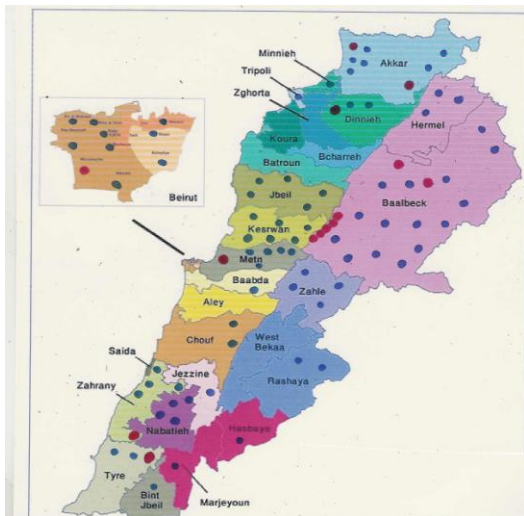 Minnieh
Akkar
Tripoli
Zghorta
Dinnieh
Hermel
Koura
Batroun
Bcharreh
Jbeil
Baalbeck
Kesrwan
Beirut
Metn
Baabda
Zahle
Aley
Chouf
West
Bekaa
Saida
Jezzine
Rashaya
Zahrany
Nabatieh
Hasbaya
Tyre
Bint
Jbeil
Marjeyoun